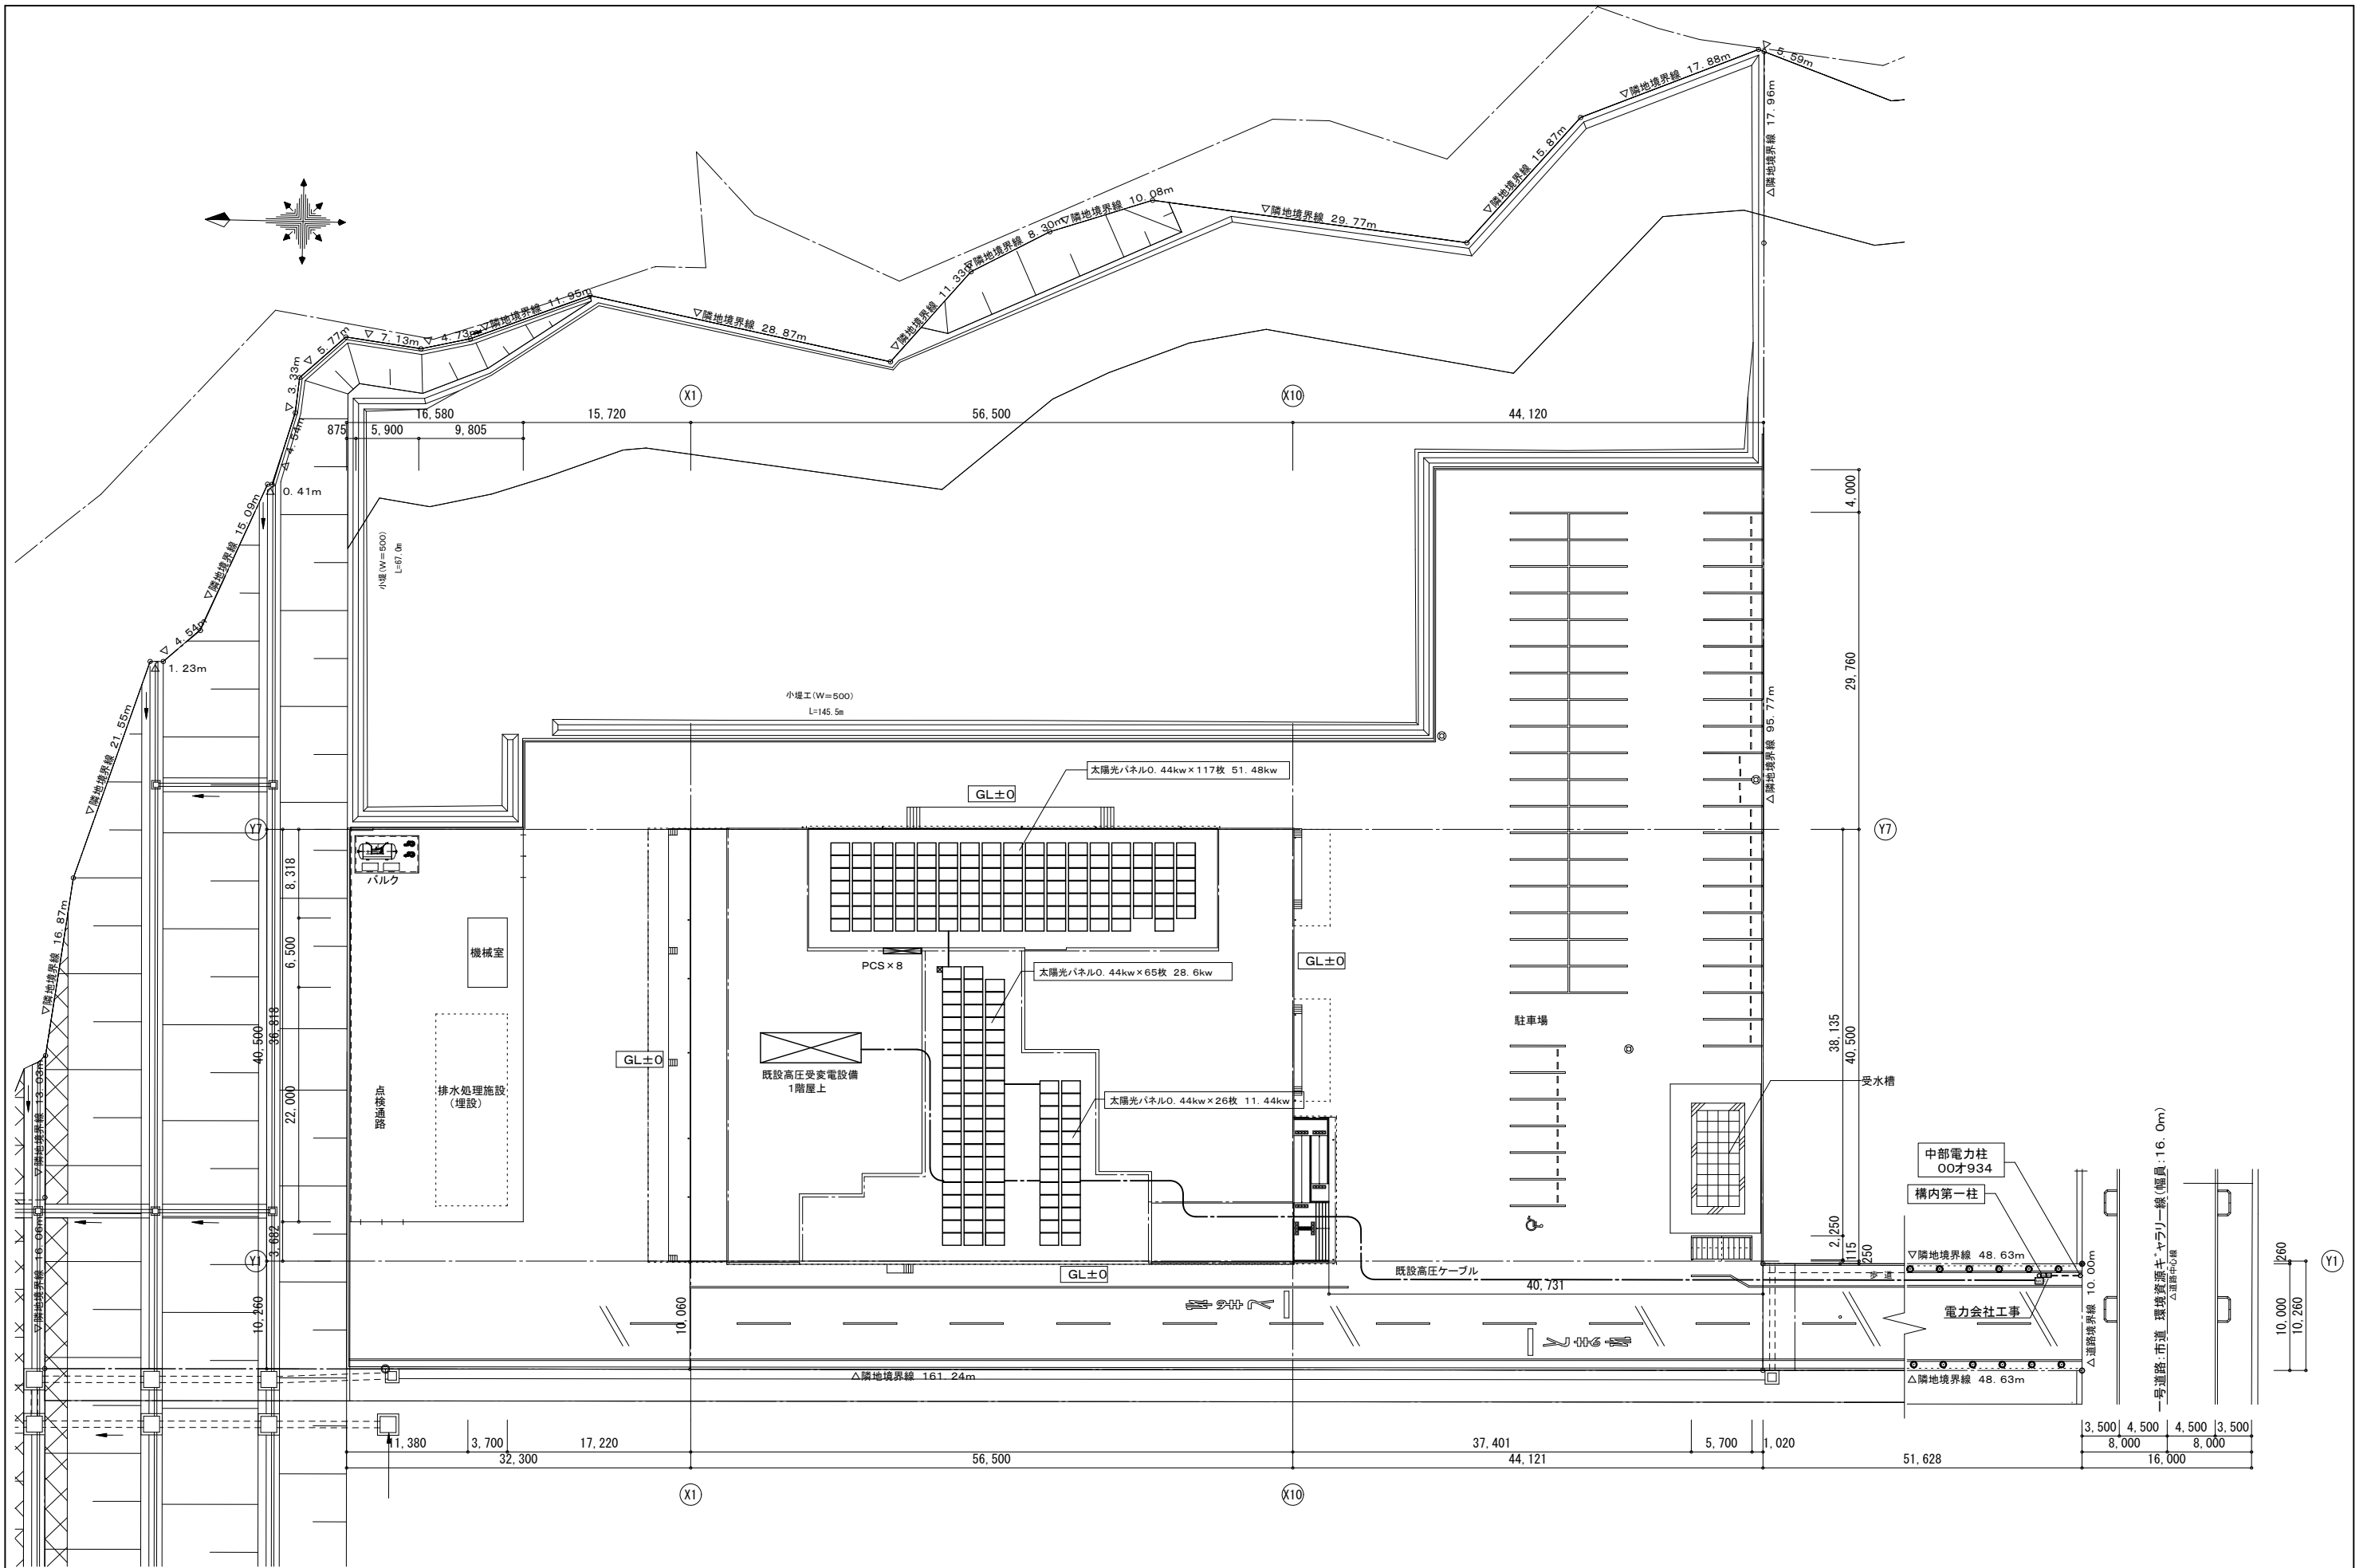 ▽隣地境界線 17.88m
▽ 5.59m
△隣地境界線 17.96m
▽隣地境界線 15.87m
▽隣地境界線 29.77m
▽隣地境界線 10.08m
▽隣地境界線 8.30m
▽隣地境界線 11.33m
▽隣地境界線 28.87m
▽隣地境界線 11.95m
▽ 4.73m
▽ 7.13m
▽ 5.77m
▽ 3.33m
△ 4.54m
△ 0.41m
▽隣地境界線 15.09m
▽ 4.54m
△ 1.23m
▽隣地境界線 21.55m
▽隣地境界線 16.87m
▽隣地境界線 13.03m
▽隣地境界線 16.06m
X1
X10
16,580
15,720
56,500
44,120
875
5,900
9,805
4,000
29,760
小堤(W=500)
L=67.0m
小堤工(W=500)
L=145.5m
△隣地境界線 95.77m
太陽光パネル0.44kw×117枚 51.48kw
GL±0
Y7
Y7
バルク
8,318
6,500
36,818
40,500
22,000
3,682
10,260
機械室
排水処理施設
(埋設)
点検通路
GL±0
PCS×8
太陽光パネル0.44kw×65枚 28.6kw
GL±0
既設高圧受変電設備
1階屋上
太陽光パネル0.44kw×26枚 11.44kw
駐車場
38,135
40,500
受水槽
2,250
115
250
中部電力柱
00オ934
構内第一柱
Y1
Y1
GL±0
既設高圧ケーブル
40,731
歩道
▽隣地境界線 48.63m
電力会社工事
△道路境界線 10.00m
一号道路:市道 環境資源ギャラリー線(幅員:16.0m)
△道路中心線
260
10,000
10,260
10,060
△隣地境界線 161.24m
△隣地境界線 48.63m
11,380
3,700
17,220
37,401
5,700
1,020
3,500
4,500
4,500
3,500
8,000
8,000
32,300
56,500
44,121
51,628
16,000
X1
X10